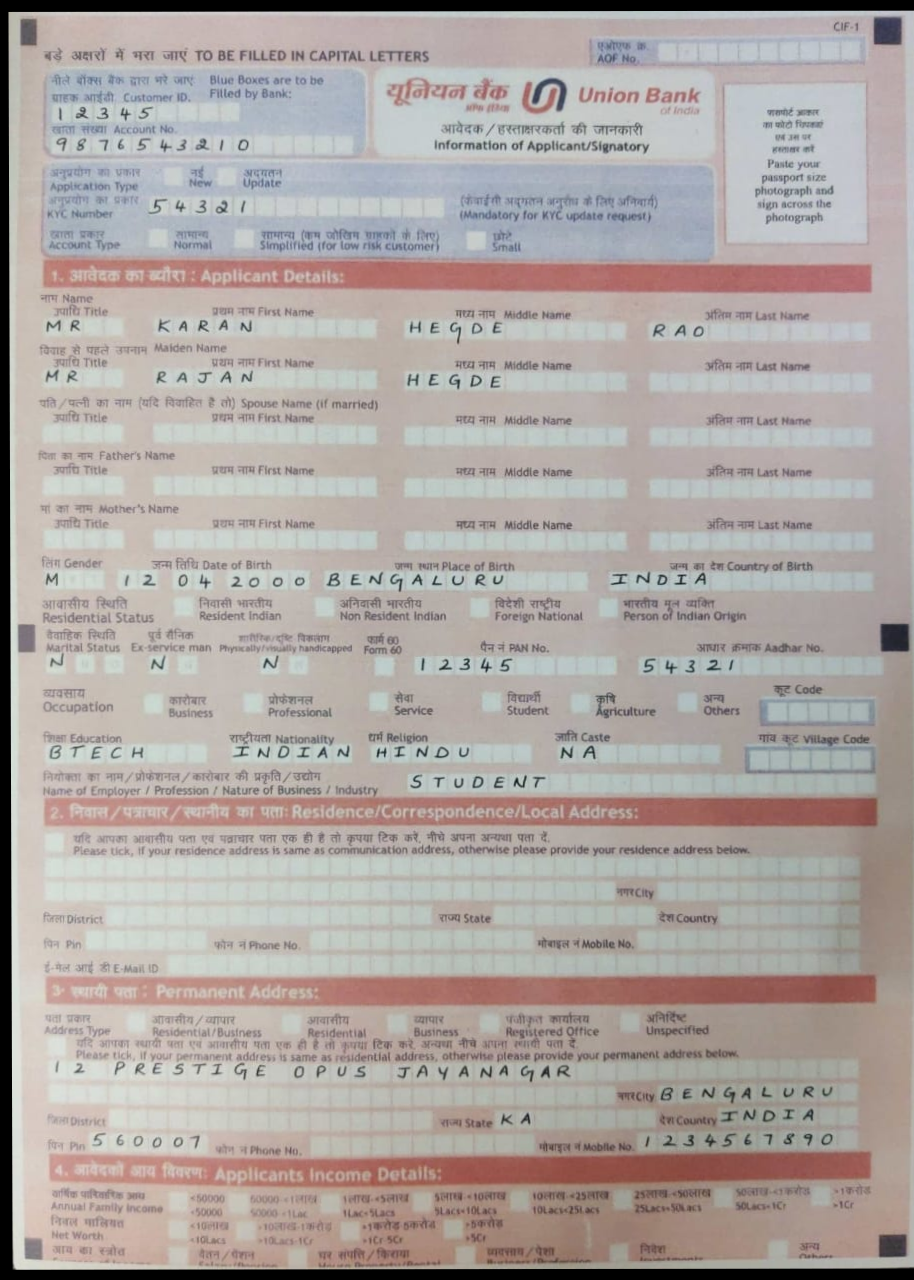 CIF-1
बड़े अक्षरों में भरा जाएं TO BE FILLED IN CAPITAL LETTERS
एओएफ क्र.
AOF No.
नीले बॉक्स बैंक द्वारा भरे जाए Blue Boxes are to be
ग्राहक आईडी. Customer ID. Filled by Bank:
12345
खाता संख्या Account No.
9876543210
यूनियन बैंक Union Bank
ऑफ इंडिया of India
आवेदक/हस्ताक्षरकर्ता की जानकारी
Information of Applicant/Signatory
पासपोर्ट आकार
का फोटो चिपकाएं
एवं उस पर
हस्ताक्षर करें
Paste your
passport size
photograph and
sign across the
photograph
अनुप्रयोग का प्रकार नई अद्यतन
Application Type New Update
अनुप्रयोग का प्रकार (केवाईसी अद्यतन अनुरोध के लिए अनिवार्य)
KYC Number 54321 (Mandatory for KYC update request)
खाता प्रकार सामान्य सामान्य (कम जोखिम ग्राहकों के लिए) छोटे
Account Type Normal Simplified (for low risk customer) Small
1. आवेदक का ब्यौरा : Applicant Details:
नाम Name
उपाधि Title प्रथम नाम First Name मध्य नाम Middle Name अंतिम नाम Last Name
MR KARAN HEGDE RAO
विवाह से पहले उपनाम Maiden Name
उपाधि Title प्रथम नाम First Name मध्य नाम Middle Name अंतिम नाम Last Name
MR RAJAN HEGDE
पति/पत्नी का नाम (यदि विवाहित है तो) Spouse Name (if married)
उपाधि Title प्रथम नाम First Name मध्य नाम Middle Name अंतिम नाम Last Name
पिता का नाम Father's Name
उपाधि Title प्रथम नाम First Name मध्य नाम Middle Name अंतिम नाम Last Name
मां का नाम Mother's Name
उपाधि Title प्रथम नाम First Name मध्य नाम Middle Name अंतिम नाम Last Name
लिंग Gender जन्म तिथि Date of Birth जन्म स्थान Place of Birth जन्म का देश Country of Birth
M 12 04 2000 BENGALURU INDIA
आवासीय स्थिति निवासी भारतीय अनिवासी भारतीय विदेशी राष्ट्रीय भारतीय मूल व्यक्ति
Residential Status Resident Indian Non Resident Indian Foreign National Person of Indian Origin
वैवाहिक स्थिति पूर्व सैनिक शारीरिक/दृष्टि विकलांग फार्म 60 पैन नं PAN No. आधार क्रमांक Aadhar No.
Marital Status Ex-service man Physically/visually handicapped Form 60
N N N 12345 54321
व्यवसाय कारोबार प्रोफेशनल सेवा विद्यार्थी कृषि अन्य कूट Code
Occupation Business Professional Service Student Agriculture Others
शिक्षा Education राष्ट्रीयता Nationality धर्म Religion जाति Caste गांव कूट Village Code
BTECH INDIAN HINDU NA
नियोक्ता का नाम/प्रोफेशनल/कारोबार की प्रकृति/उद्योग
Name of Employer / Profession / Nature of Business / Industry STUDENT
2. निवास/पत्राचार/स्थानीय का पताः Residence/Correspondence/Local Address:
यदि आपका आवासीय पता एवं पत्राचार पता एक ही है तो कृपया टिक करें, नीचे अपना अन्यथा पता दें.
Please tick, if your residence address is same as communication address, otherwise please provide your residence address below.
नगर City
जिला District राज्य State देश Country
पिन Pin फोन नं Phone No. मोबाइल नं Mobile No.
ई-मेल आई डी E-Mail ID
3- स्थायी पता : Permanent Address:
पता प्रकार आवासीय/व्यापार आवासीय व्यापार पंजीकृत कार्यालय अनिर्दिष्ट
Address Type Residential/Business Residential Business Registered Office Unspecified
यदि आपका स्थायी पता एवं आवासीय पता एक ही है तो कृपया टिक करें, अन्यथा नीचे अपना स्थायी पता दें.
Please tick, if your permanent address is same as residential address, otherwise please provide your permanent address below.
12 PRESTIGE OPUS JAYANAGAR
नगर City BENGALURU
जिला District राज्य State KA देश Country INDIA
पिन Pin 560007 फोन नं Phone No. मोबाइल नं Mobile No. 1234567890
4. आवेदको आय विवरण: Applicants Income Details:
वार्षिक पारिवारिक आय <50000 50000-<1लाख 1लाख-<5लाख 5लाख-<10लाख 10लाख-<25लाख 25लाख-<50लाख 50लाख-<1करोड़ >1करोड़
Annual Family Income <50000 50000-<1Lac 1Lac<5Lacs 5Lacs<10Lacs 10Lacs<25Lacs 25Lacs<50Lacs 50Lacs<1Cr >1Cr
निवल मालियत <10लाख >10लाख-1करोड़ >1करोड़-5करोड़ >5करोड़
Net Worth <10Lacs >10Lacs-1Cr >1Cr-5Cr >5Cr
आय का स्त्रोत वेतन/पेंशन घर संपत्ति/किराया व्यवसाय/पेशा निवेश अन्य